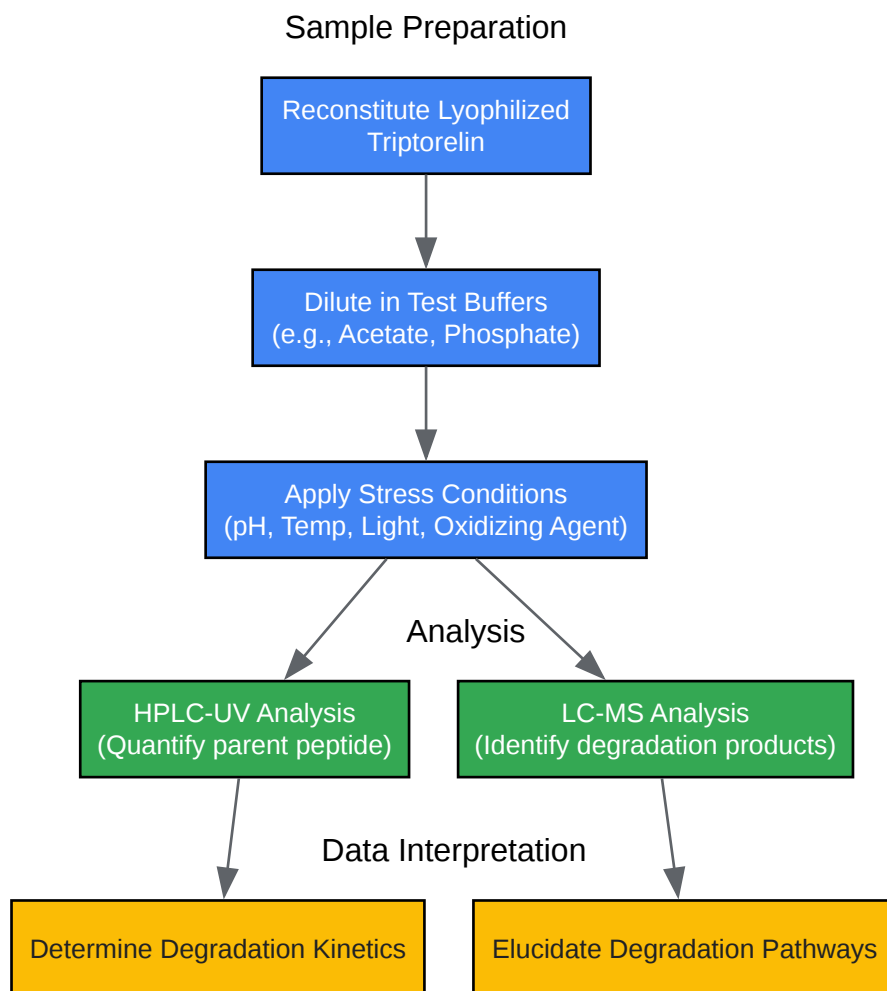 Sample Preparation
Reconstitute Lyophilized
Triptorelin
Dilute in Test Buffers
(e.g., Acetate, Phosphate)
Apply Stress Conditions
(pH, Temp, Light, Oxidizing Agent)
Analysis
HPLC-UV Analysis
(Quantify parent peptide)
LC-MS Analysis
(Identify degradation products)
Data Interpretation
Determine Degradation Kinetics
Elucidate Degradation Pathways